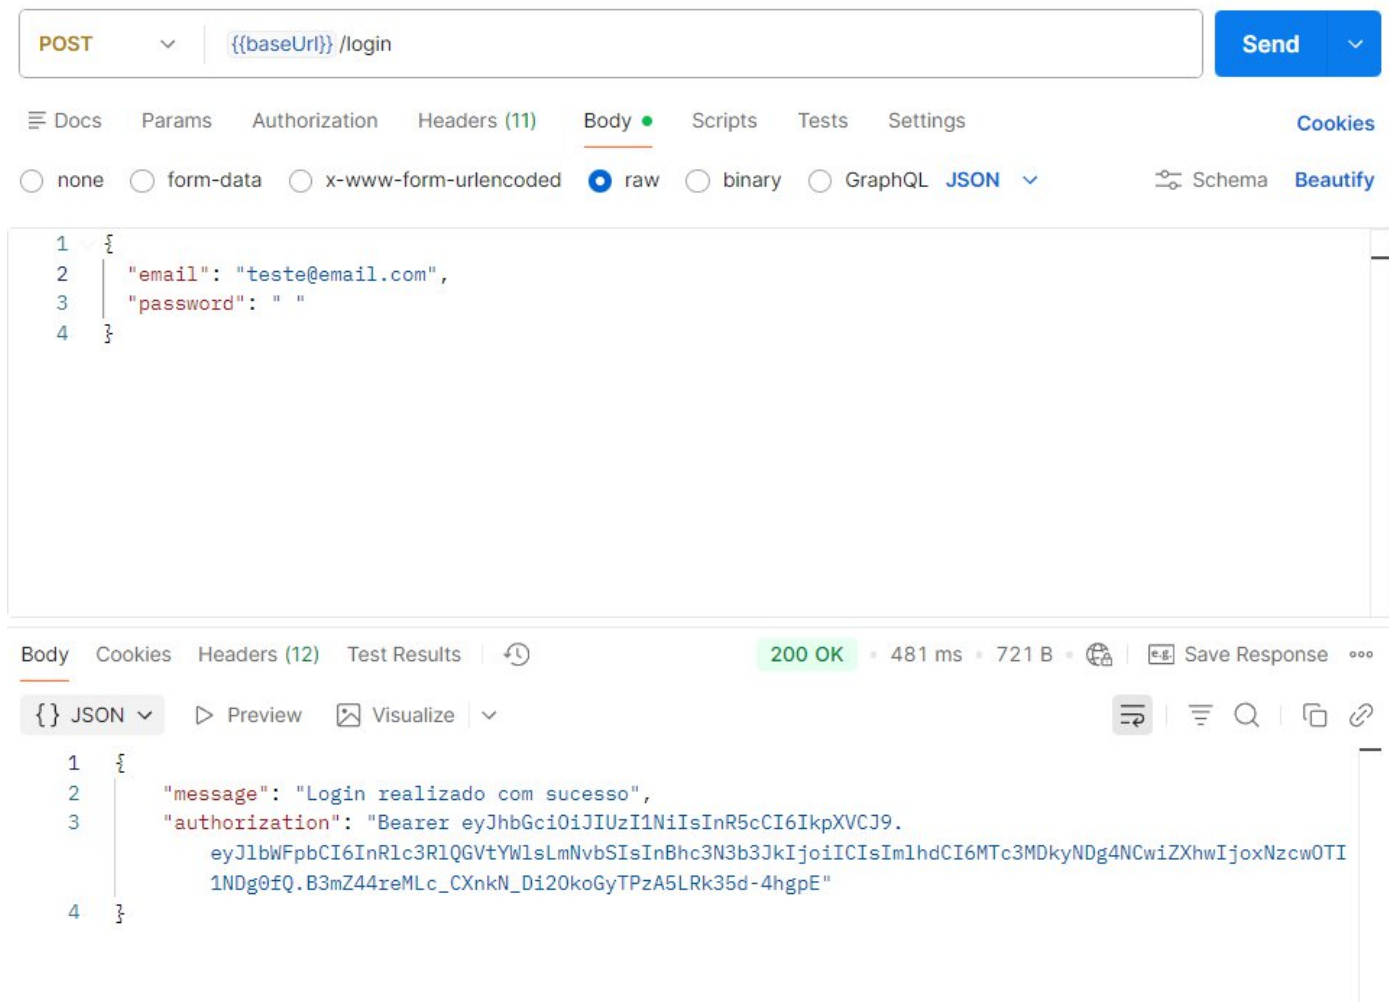 POST {{baseUrl}} /login Send
Docs Params Authorization Headers (11) Body Scripts Tests Settings Cookies
none form-data x-www-form-urlencoded raw binary GraphQL JSON Schema Beautify
1 {
2 "email": "teste@email.com",
3 "password": " "
4 }
Body Cookies Headers (12) Test Results 200 OK 481 ms 721 B e.g. Save Response
{} JSON Preview Visualize
1 {
2 "message": "Login realizado com sucesso",
3 "authorization": "Bearer eyJhbGciOiJIUzI1NiIsInR5cCI6IkpXVCJ9.
eyJlbWFpbCI6InRlc3RlQGVtYWlsLmNvbSIsInBhc3N3b3JkIjoiICIsImlhdCI6MTc3MDkyNDg4NCwiZXhwIjoxNzcwOTI
1NDg0fQ.B3mZ44reMLc_CXnkN_Di2OkoGyTPzA5LRk35d-4hgpE"
4 }